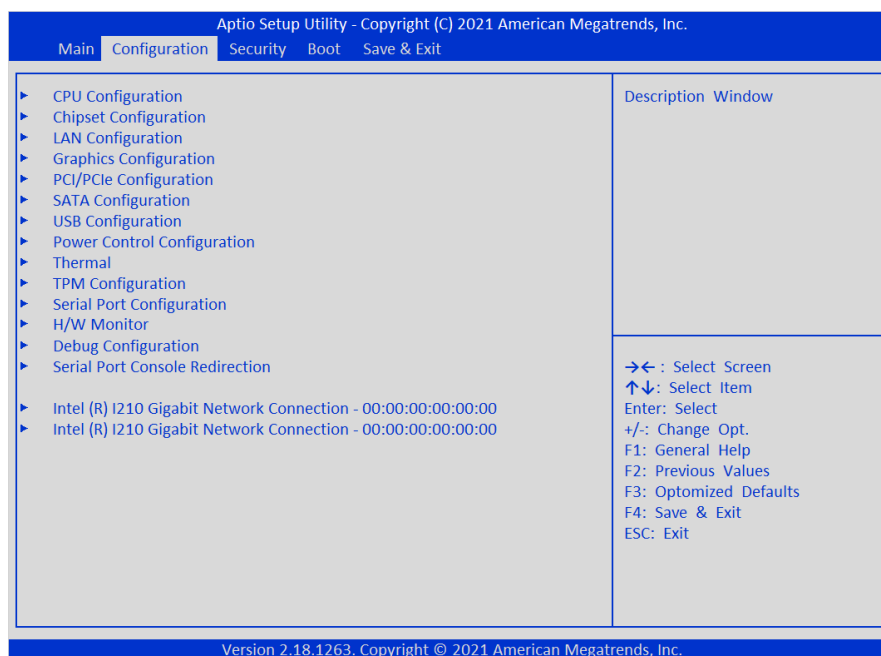 Aptio Setup Utility - Copyright (C) 2021 American Megatrends, Inc.
Main Configuration Security Boot Save & Exit
CPU Configuration
Chipset Configuration
LAN Configuration
Graphics Configuration
PCI/PCIe Configuration
SATA Configuration
USB Configuration
Power Control Configuration
Thermal
TPM Configuration
Serial Port Configuration
H/W Monitor
Debug Configuration
Serial Port Console Redirection
Intel (R) I210 Gigabit Network Connection - 00:00:00:00:00:00
Intel (R) I210 Gigabit Network Connection - 00:00:00:00:00:00
Description Window
→← : Select Screen
↑↓: Select Item
Enter: Select
+/-: Change Opt.
F1: General Help
F2: Previous Values
F3: Optomized Defaults
F4: Save & Exit
ESC: Exit
Version 2.18.1263. Copyright © 2021 American Megatrends, Inc.